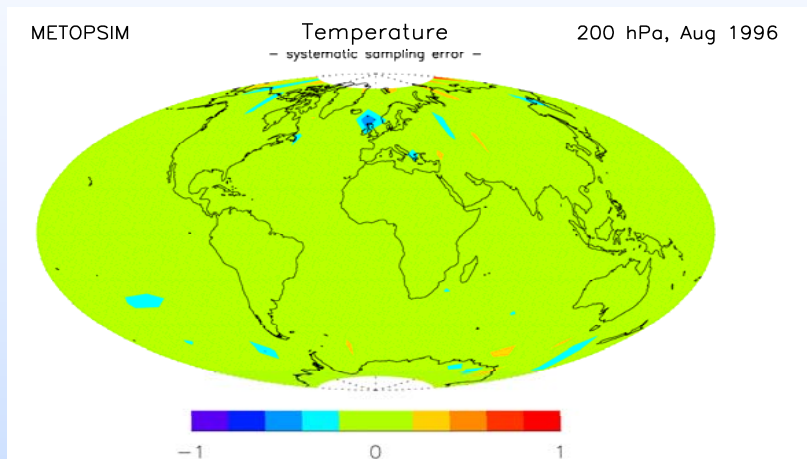 METOPSIM Temperature 200 hPa, Aug 1996
– systematic sampling error –
−1 0 1